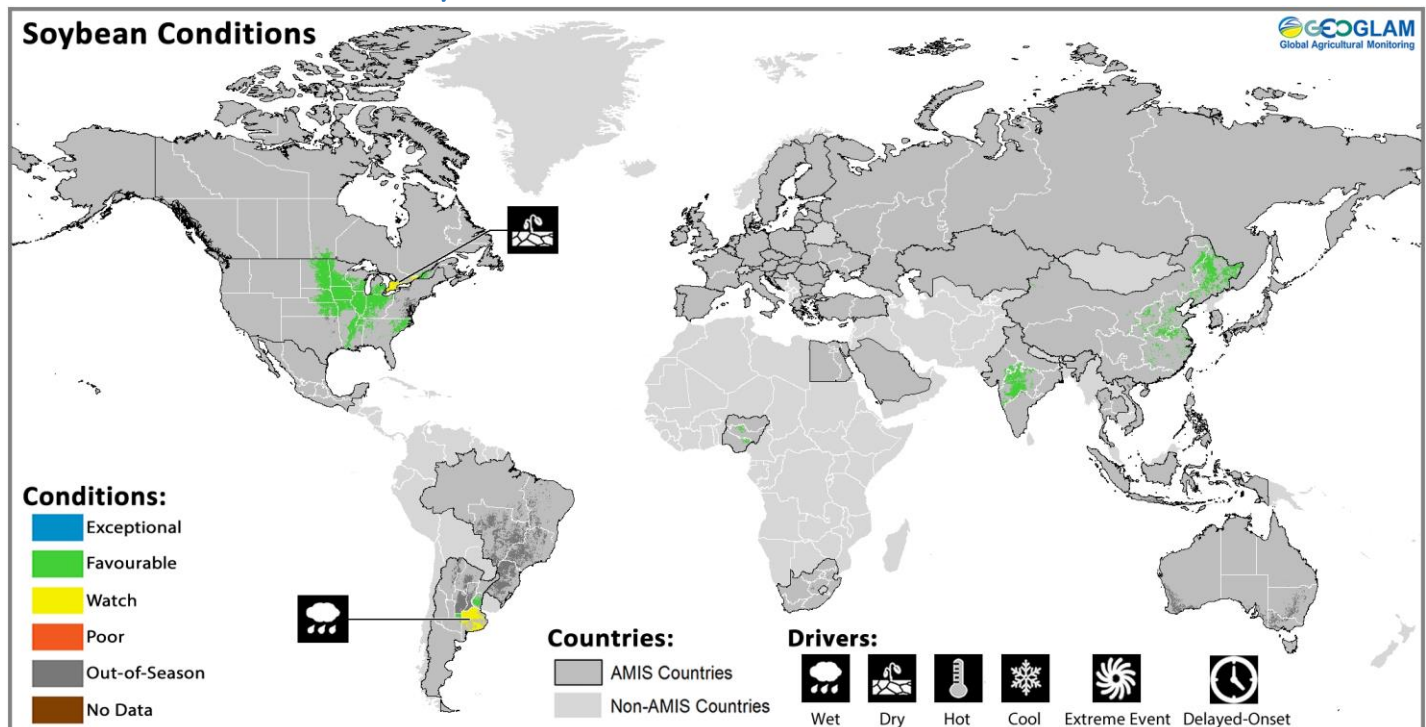 Soybean Conditions
GEOGLAM
Global Agricultural Monitoring
Conditions:
Exceptional
Favourable
Watch
Poor
Out-of-Season
No Data
Countries:
AMIS Countries
Non-AMIS Countries
Drivers:
Wet
Dry
Hot
Cool
Extreme Event
Delayed-Onset